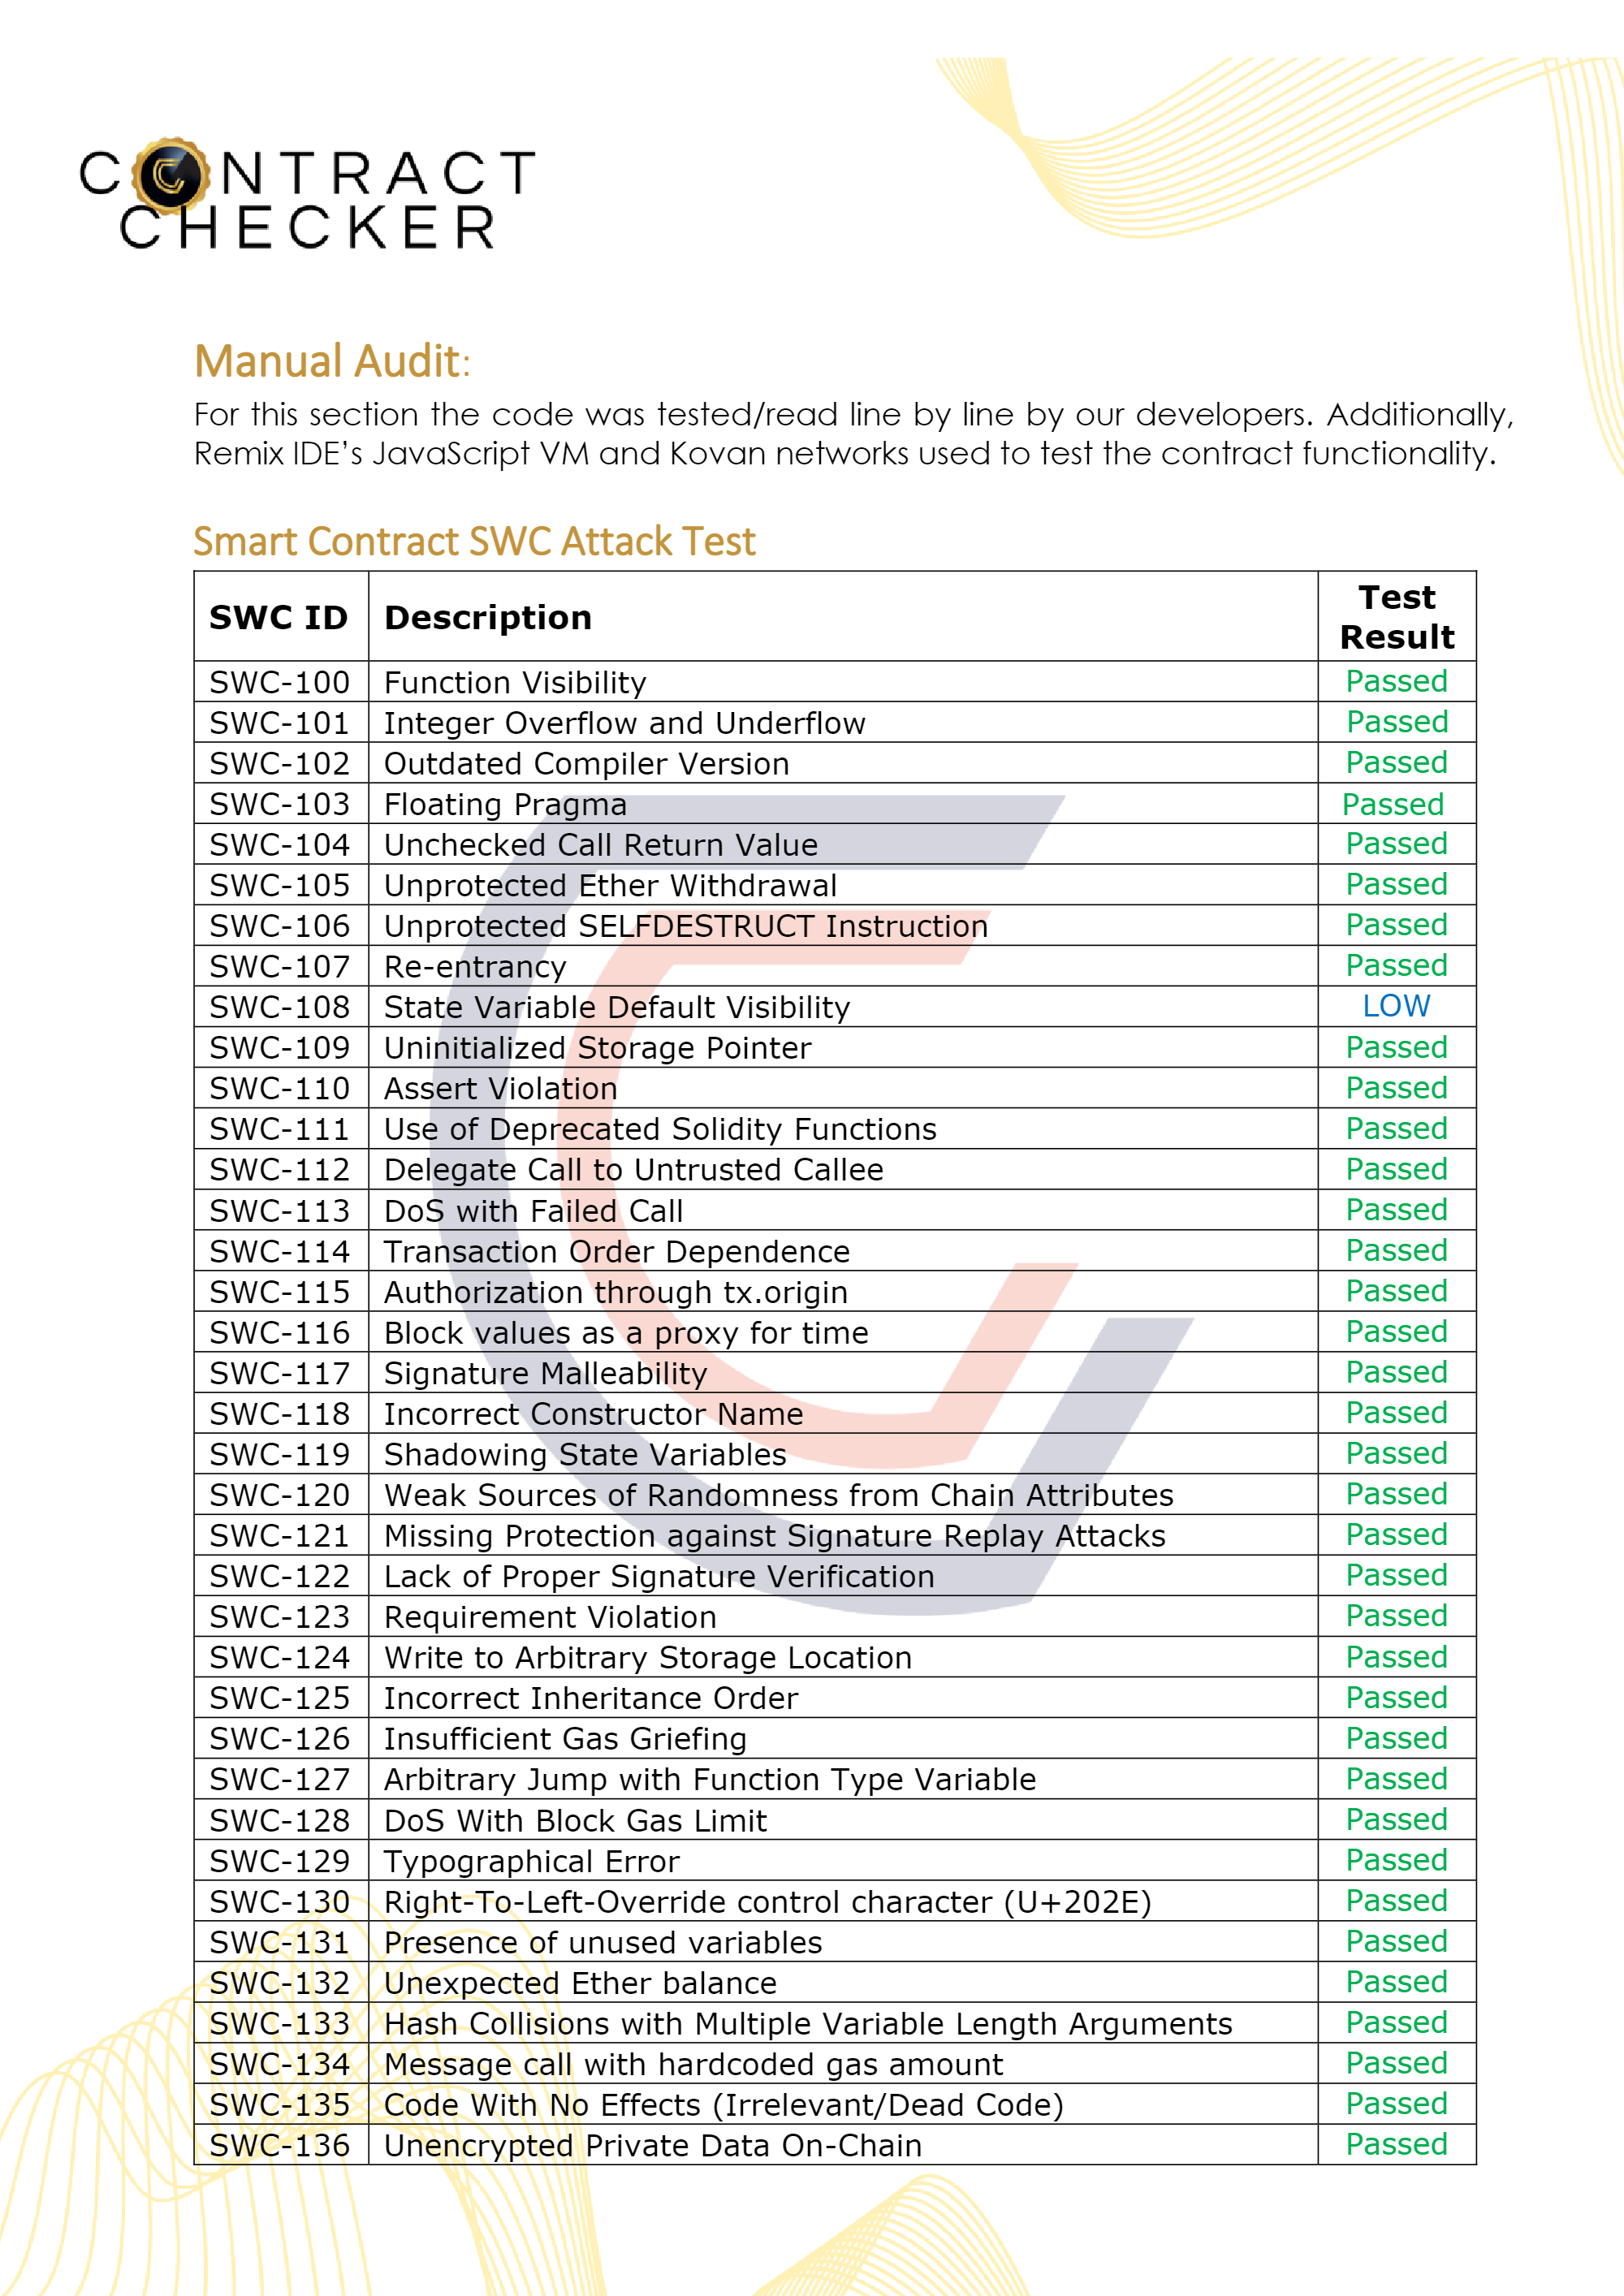 CONTRACT
CHECKER
Manual Audit:
For this section the code was tested/read line by line by our developers. Additionally,
Remix IDE’s JavaScript VM and Kovan networks used to test the contract functionality.
Smart Contract SWC Attack Test
SWC ID Description Test Result
SWC-100 Function Visibility Passed
SWC-101 Integer Overflow and Underflow Passed
SWC-102 Outdated Compiler Version Passed
SWC-103 Floating Pragma Passed
SWC-104 Unchecked Call Return Value Passed
SWC-105 Unprotected Ether Withdrawal Passed
SWC-106 Unprotected SELFDESTRUCT Instruction Passed
SWC-107 Re-entrancy Passed
SWC-108 State Variable Default Visibility LOW
SWC-109 Uninitialized Storage Pointer Passed
SWC-110 Assert Violation Passed
SWC-111 Use of Deprecated Solidity Functions Passed
SWC-112 Delegate Call to Untrusted Callee Passed
SWC-113 DoS with Failed Call Passed
SWC-114 Transaction Order Dependence Passed
SWC-115 Authorization through tx.origin Passed
SWC-116 Block values as a proxy for time Passed
SWC-117 Signature Malleability Passed
SWC-118 Incorrect Constructor Name Passed
SWC-119 Shadowing State Variables Passed
SWC-120 Weak Sources of Randomness from Chain Attributes Passed
SWC-121 Missing Protection against Signature Replay Attacks Passed
SWC-122 Lack of Proper Signature Verification Passed
SWC-123 Requirement Violation Passed
SWC-124 Write to Arbitrary Storage Location Passed
SWC-125 Incorrect Inheritance Order Passed
SWC-126 Insufficient Gas Griefing Passed
SWC-127 Arbitrary Jump with Function Type Variable Passed
SWC-128 DoS With Block Gas Limit Passed
SWC-129 Typographical Error Passed
SWC-130 Right-To-Left-Override control character (U+202E) Passed
SWC-131 Presence of unused variables Passed
SWC-132 Unexpected Ether balance Passed
SWC-133 Hash Collisions with Multiple Variable Length Arguments Passed
SWC-134 Message call with hardcoded gas amount Passed
SWC-135 Code With No Effects (Irrelevant/Dead Code) Passed
SWC-136 Unencrypted Private Data On-Chain Passed